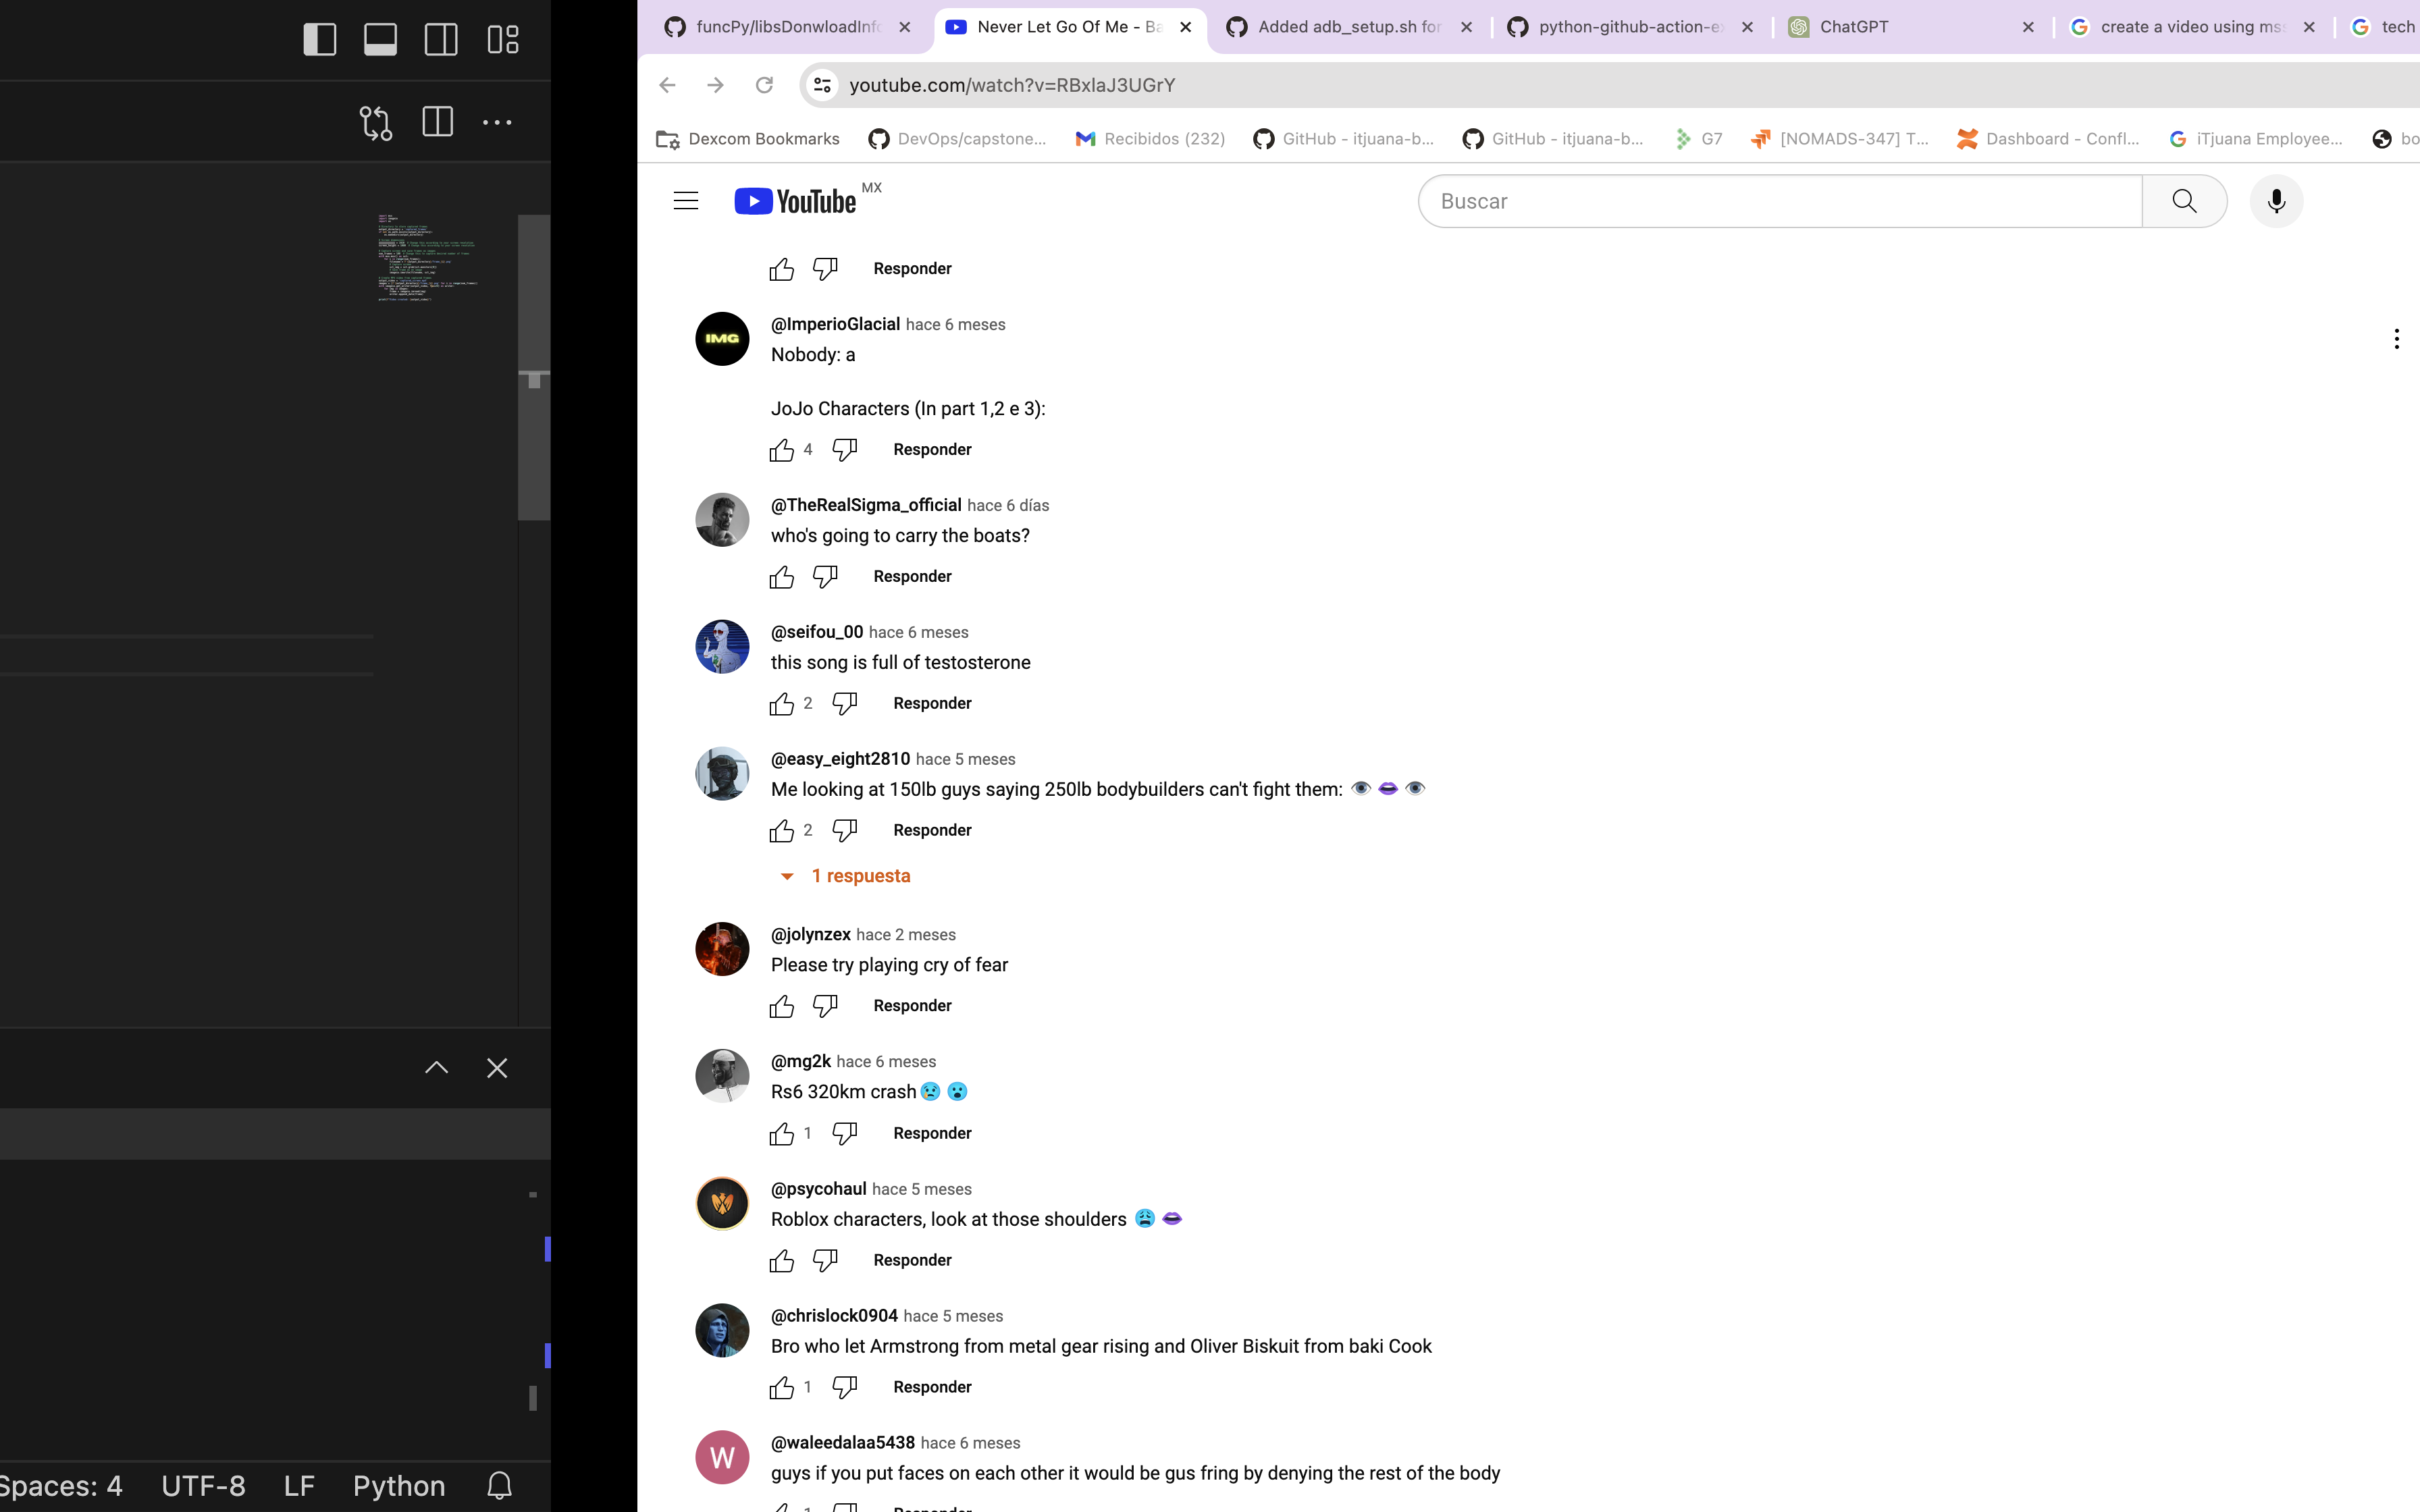 funcPy/libsDonwloadInfo
Never Let Go Of Me - Ba
Added adb_setup.sh for
python-github-action-ex
ChatGPT
create a video using mss
tech
youtube.com/watch?v=RBxlaJ3UGrY
Dexcom Bookmarks
DevOps/capstone...
Recibidos (232)
GitHub - itjuana-b...
GitHub - itjuana-b...
G7
[NOMADS-347] T...
Dashboard - Confl...
iTjuana Employee...
bo
YouTube MX
Buscar
Responder
IMG
@ImperioGlacial hace 6 meses
Nobody: a
JoJo Characters (In part 1,2 e 3):
4 Responder
@TheRealSigma_official hace 6 días
who's going to carry the boats?
Responder
@seifou_00 hace 6 meses
this song is full of testosterone
2 Responder
@easy_eight2810 hace 5 meses
Me looking at 150lb guys saying 250lb bodybuilders can't fight them: 👁️ 👄 👁️
2 Responder
1 respuesta
@jolynzex hace 2 meses
Please try playing cry of fear
Responder
@mg2k hace 6 meses
Rs6 320km crash😢 😮
1 Responder
@psycohaul hace 5 meses
Roblox characters, look at those shoulders 😩 👄
Responder
@chrislock0904 hace 5 meses
Bro who let Armstrong from metal gear rising and Oliver Biskuit from baki Cook
1 Responder
W
@waleedalaa5438 hace 6 meses
guys if you put faces on each other it would be gus fring by denying the rest of the body
1 Responder
Spaces: 4 UTF-8 LF Python